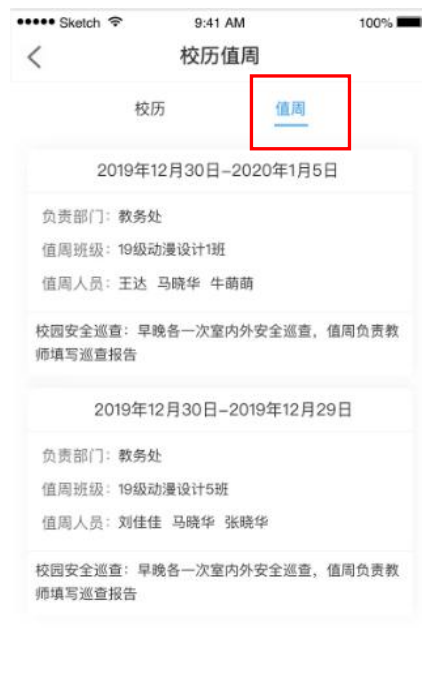 ●●●●● Sketch 9:41 AM 100%
校历值周
校历 值周
2019年12月30日-2020年1月5日
负责部门：教务处
值周班级：19级动漫设计1班
值周人员：王达 马晓华 牛萌萌
校园安全巡查：早晚各一次室内外安全巡查，值周负责教
师填写巡查报告
2019年12月30日-2019年12月29日
负责部门：教务处
值周班级：19级动漫设计5班
值周人员：刘佳佳 马晓华 张晓华
校园安全巡查：早晚各一次室内外安全巡查，值周负责教
师填写巡查报告